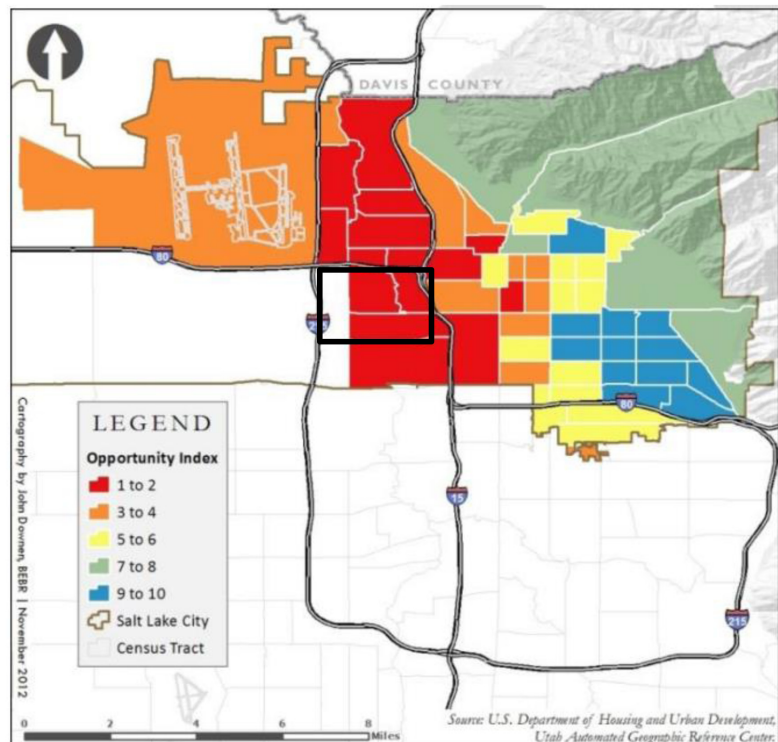 DAVIS COUNTY
80
215
LEGEND
Opportunity Index
1 to 2
3 to 4
5 to 6
7 to 8
9 to 10
Salt Lake City
Census Tract
80
15
215
Cartography by John Downen, BEBR | November 2012
0 2 4 6 8
Miles
Source: U.S. Department of Housing and Urban Development,
Utah Automated Geographic Reference Center.